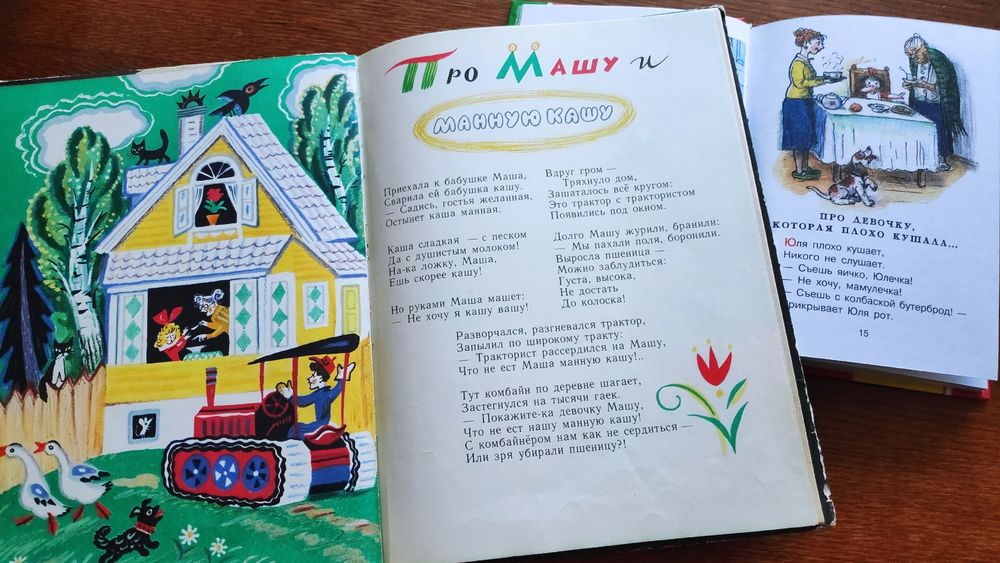 Про Машу и
манную кашу
Приехала к бабушке Маша,
Сварила ей бабушка кашу.
— Садись, гостья желанная,
Остынет каша манная.
Каша сладкая — с песком
Да с душистым молоком!
На-ка ложку, Маша,
Ешь скорее кашу!
Но руками Маша машет:
— Не хочу я кашу вашу!
Вдруг гром —
Тряхнуло дом,
Зашаталось всё кругом:
Это трактор с трактористом
Появились под окном.
Долго Машу журили, бранили:
— Мы пахали поля, боронили.
Выросла пшеница —
Можно заблудиться:
Густа, высока,
Не достать
До колоска!
Разворчался, разгневался трактор,
Запылил по широкому тракту:
— Тракторист рассердился на Машу,
Что не ест Маша манную кашу!..
Тут комбайн по деревне шагает,
Застегнулся на тысячи гаек.
— Покажите-ка девочку Машу,
Что не ест нашу манную кашу!
С комбайнёром нам как не сердиться —
Или зря убирали пшеницу?!
ПРО ДЕВОЧКУ,
КОТОРАЯ ПЛОХО КУШАЛА...
Юля плохо кушает,
Никого не слушает.
— Съешь яичко, Юлечка!
— Не хочу, мамулечка!
— Съешь с колбаской бутерброд! —
Прикрывает Юля рот.
15